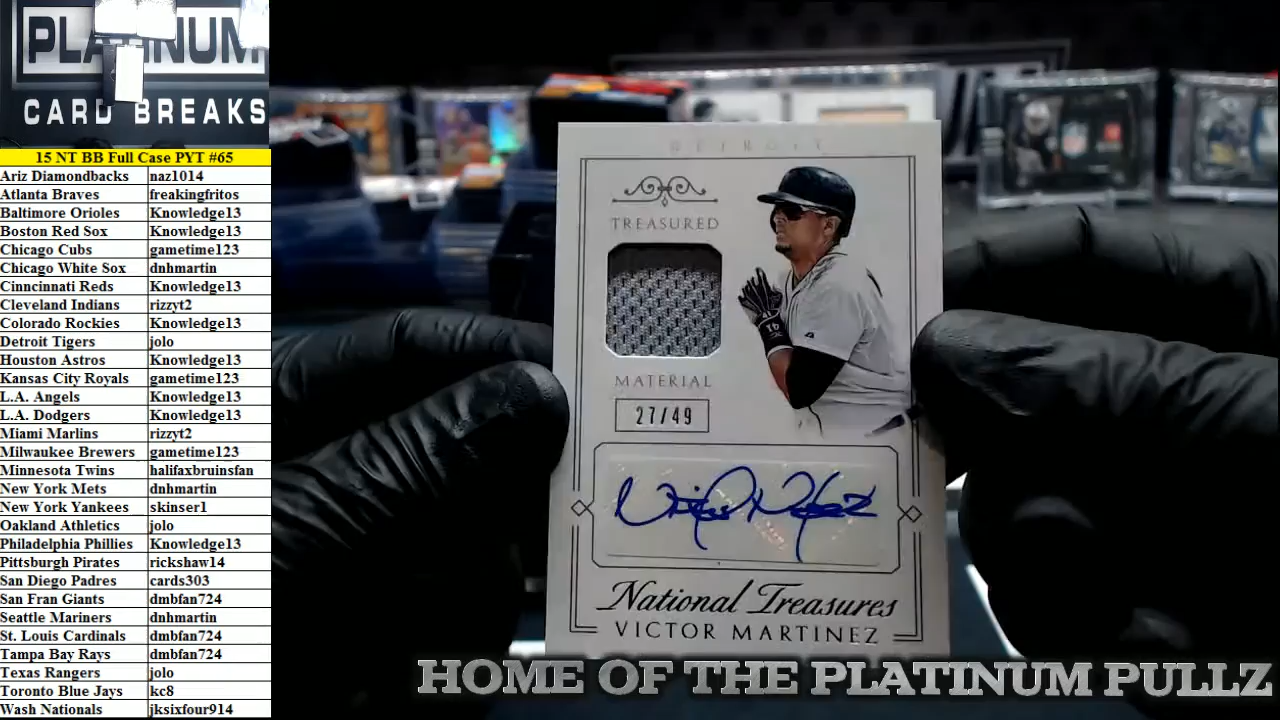 PLATINUM
CARD BREAKS
15 NT BB Full Case PYT #65
Ariz Diamondbacks naz1014
Atlanta Braves freakingfritos
Baltimore Orioles Knowledge13
Boston Red Sox Knowledge13
Chicago Cubs gametime123
Chicago White Sox dnhmartin
Cinncinnati Reds Knowledge13
Cleveland Indians rizzyt2
Colorado Rockies Knowledge13
Detroit Tigers jolo
Houston Astros Knowledge13
Kansas City Royals gametime123
L.A. Angels Knowledge13
L.A. Dodgers Knowledge13
Miami Marlins rizzyt2
Milwaukee Brewers gametime123
Minnesota Twins halifaxbruinsfan
New York Mets dnhmartin
New York Yankees skinser1
Oakland Athletics jolo
Philadelphia Phillies Knowledge13
Pittsburgh Pirates rickshaw14
San Diego Padres cards303
San Fran Giants dmbfan724
Seattle Mariners dnhmartin
St. Louis Cardinals dmbfan724
Tampa Bay Rays dmbfan724
Texas Rangers jolo
Toronto Blue Jays kc8
Wash Nationals jksixfour914
DETROIT
TREASURED
MATERIAL
27/49
National Treasures
VICTOR MARTINEZ
HOME OF THE PLATINUM PULLZ